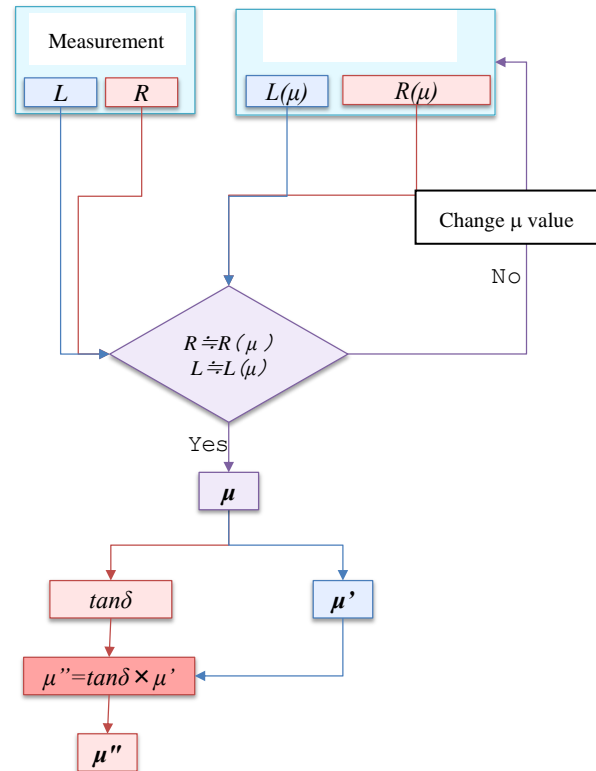 Measurement
L
R
L(μ)
R(μ)
Change μ value
No
R≒R(μ)
L≒L(μ)
Yes
μ
tanδ
μ’
μ’’=tanδ×μ’
μ"